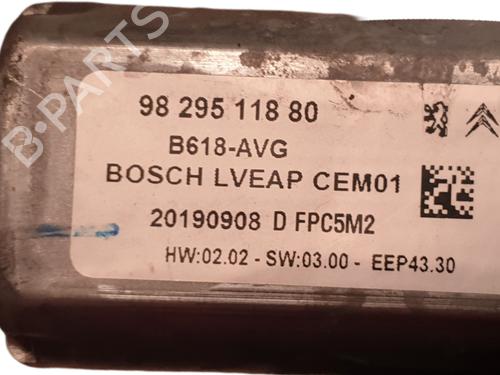 B-PARTS
98 295 118 80
B618-AVG
BOSCH LVEAP CEM01
20190908 D FPC5M2
HW:02.02 - SW:03.00 - EEP43.30